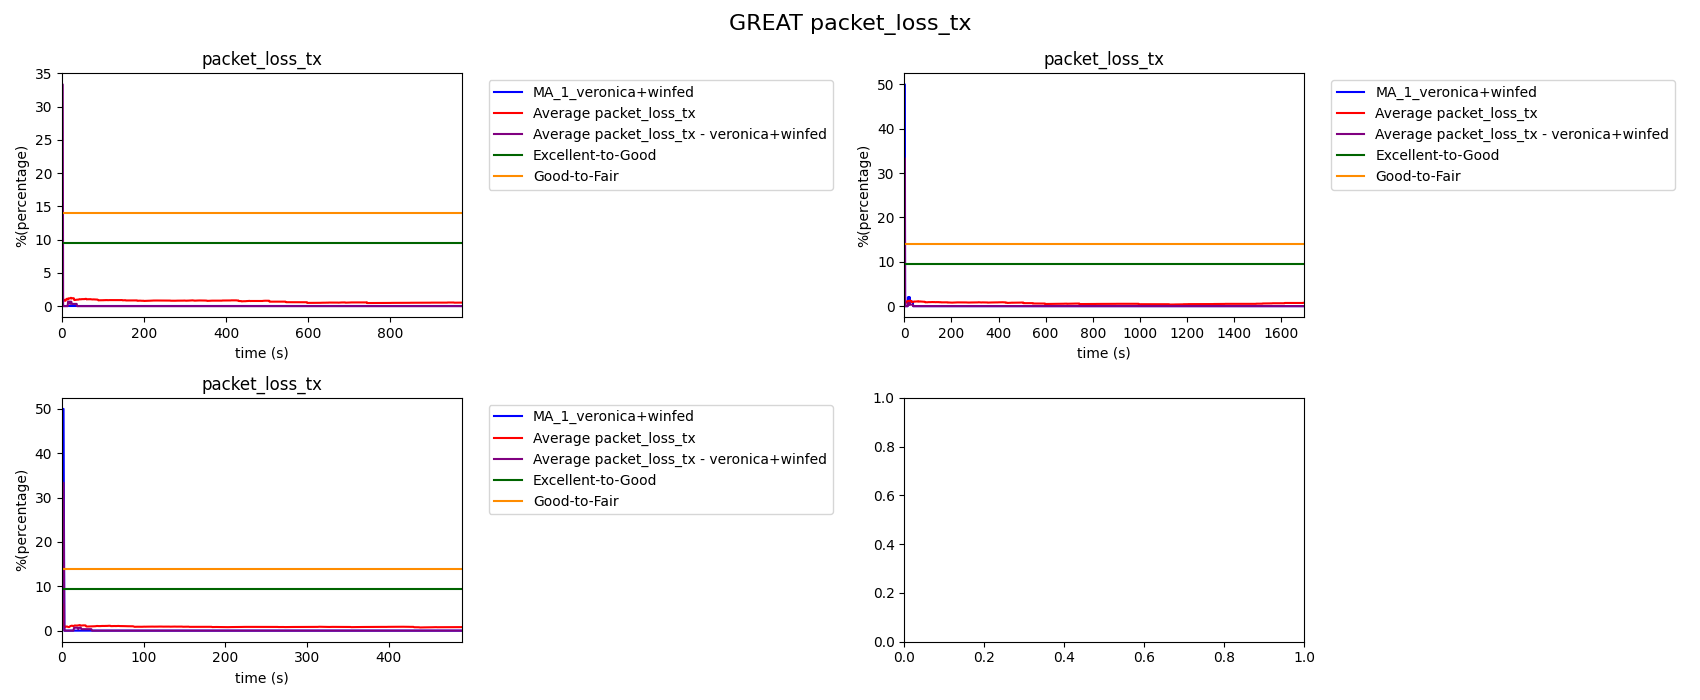 GREAT packet_loss_tx
packet_loss_tx
%(percentage)
35
30
25
20
15
10
5
0
0 200 400 600 800
time (s)
MA_1_veronica+winfed
Average packet_loss_tx
Average packet_loss_tx - veronica+winfed
Excellent-to-Good
Good-to-Fair
packet_loss_tx
%(percentage)
50
40
30
20
10
0
0 200 400 600 800 1000 1200 1400 1600
time (s)
MA_1_veronica+winfed
Average packet_loss_tx
Average packet_loss_tx - veronica+winfed
Excellent-to-Good
Good-to-Fair
packet_loss_tx
%(percentage)
50
40
30
20
10
0
0 100 200 300 400
time (s)
MA_1_veronica+winfed
Average packet_loss_tx
Average packet_loss_tx - veronica+winfed
Excellent-to-Good
Good-to-Fair
1.0
0.8
0.6
0.4
0.2
0.0
0.0 0.2 0.4 0.6 0.8 1.0